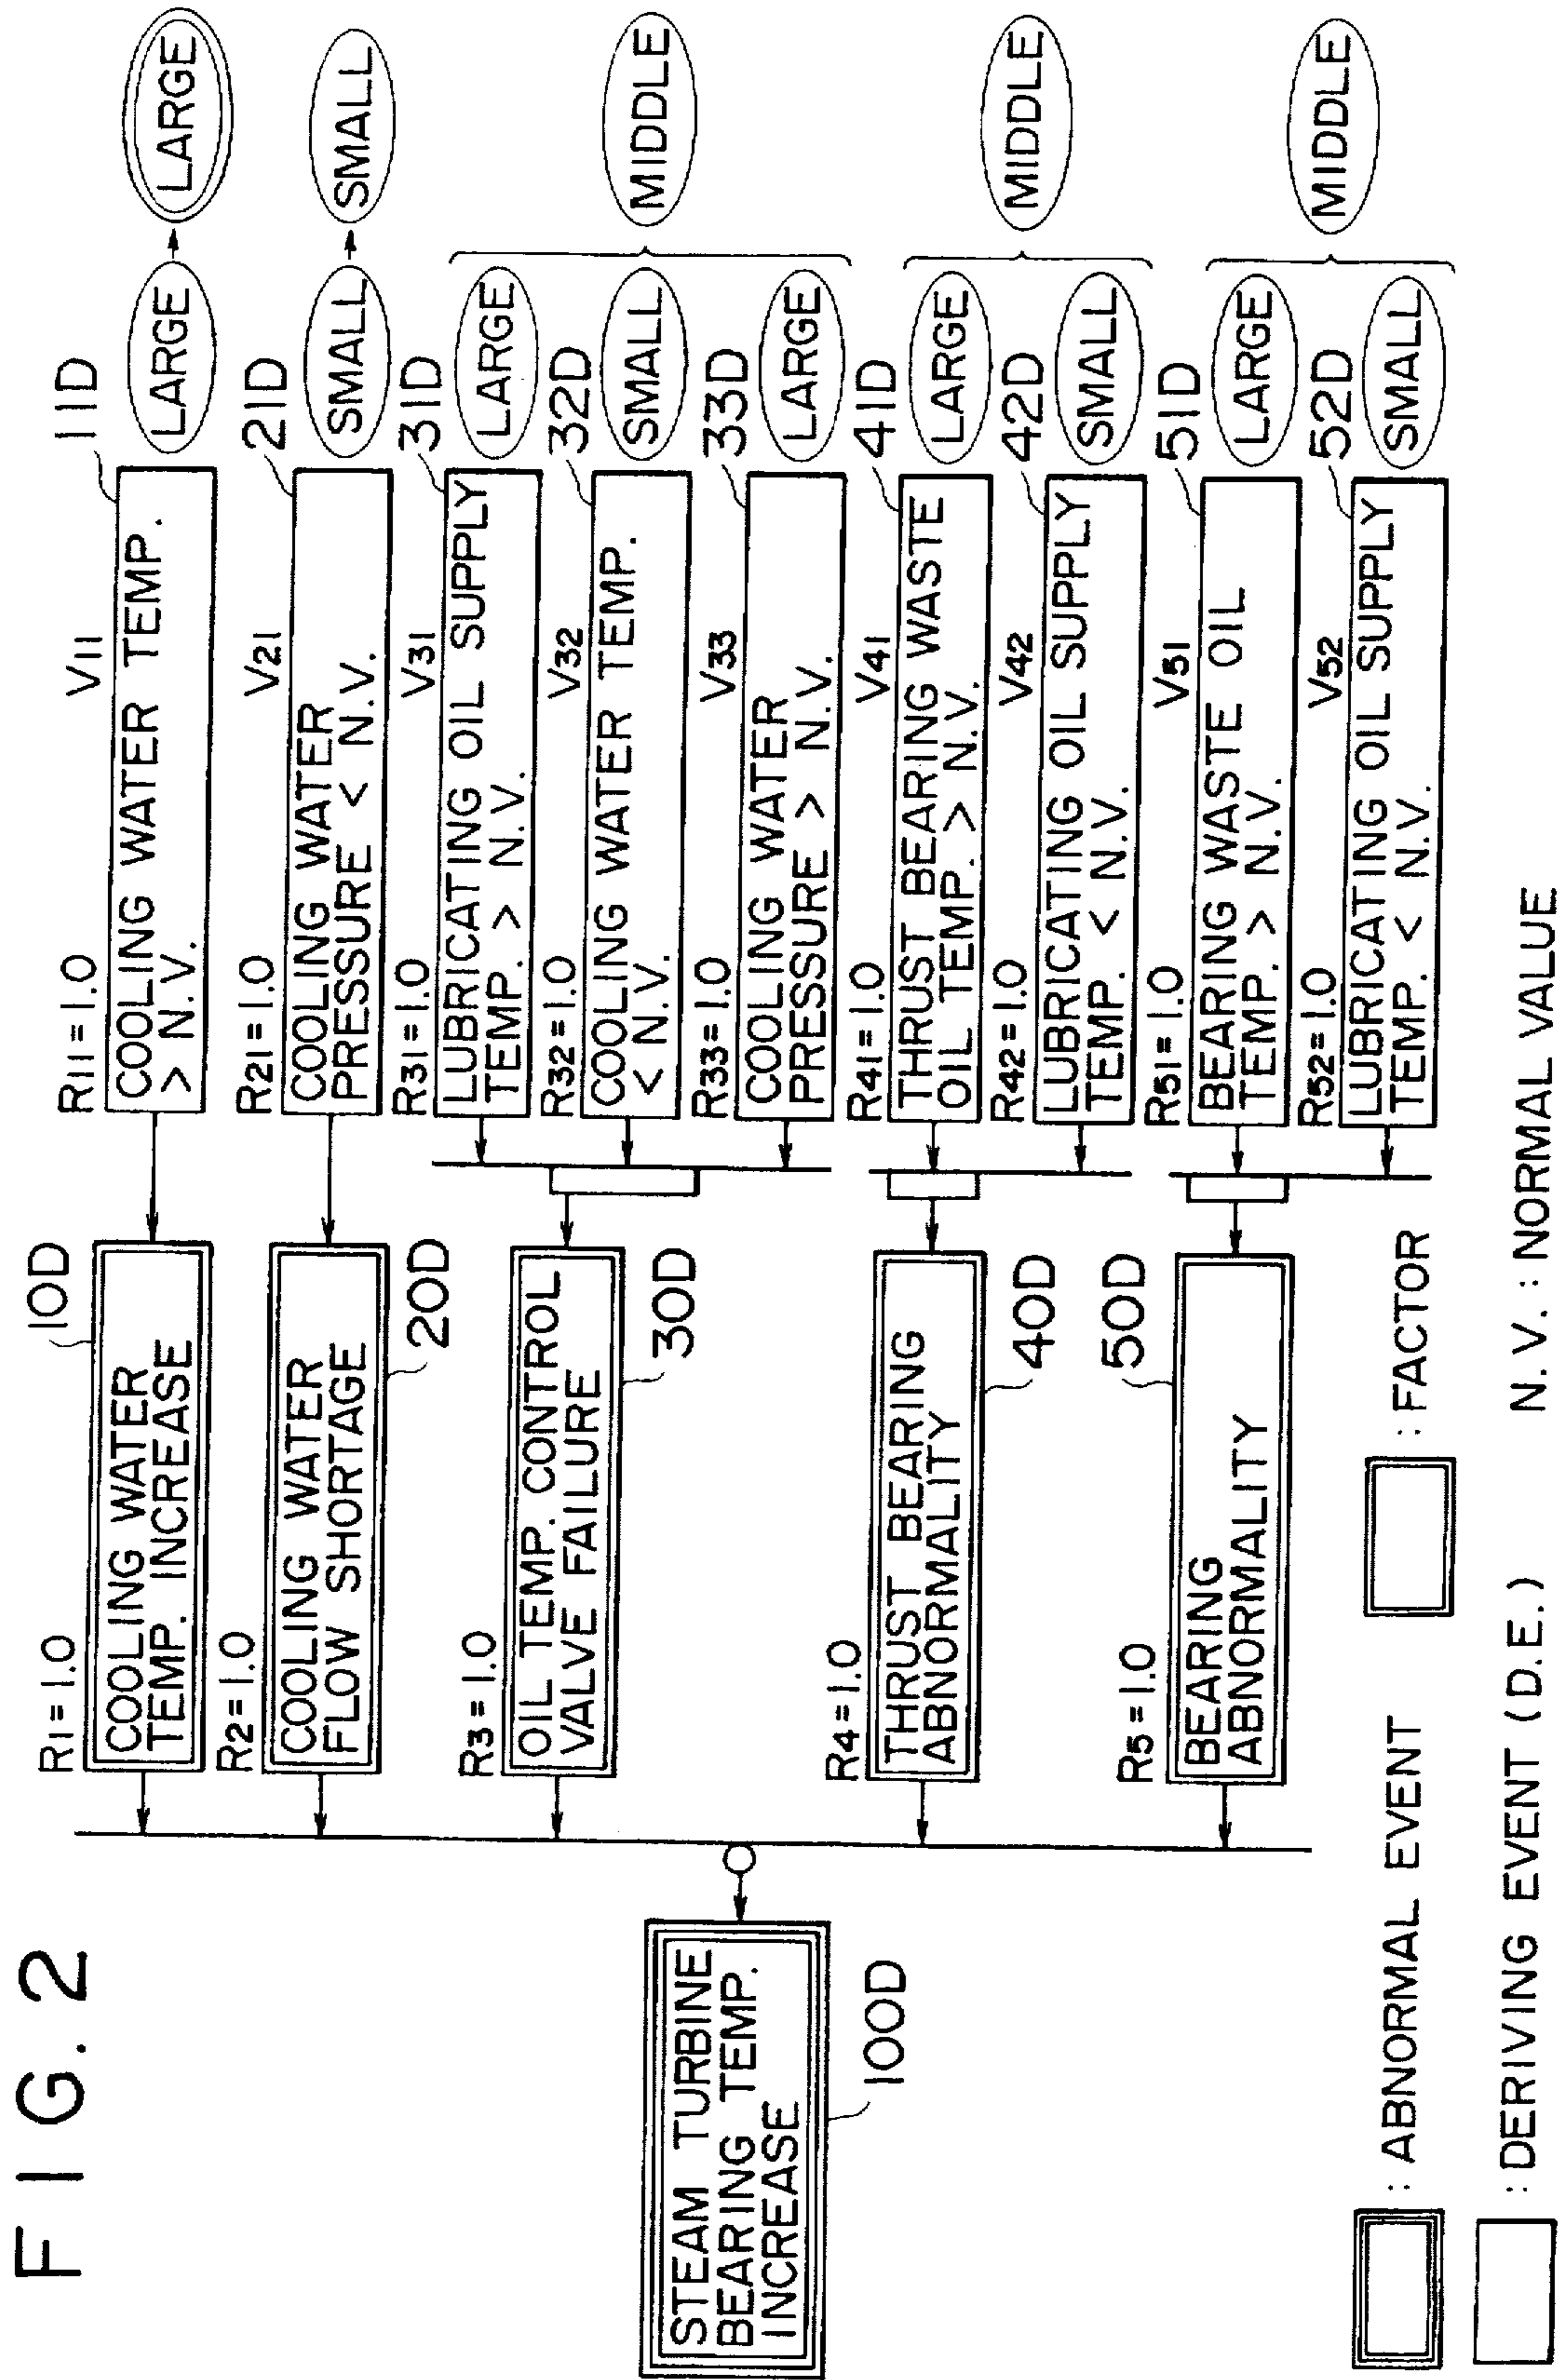 FIG. 2
STEAM TURBINE
BEARING TEMP.
INCREASE
100D
R1 = 1.0
COOLING WATER
TEMP. INCREASE
10D
R2 = 1.0
COOLING WATER
FLOW SHORTAGE
20D
R3 = 1.0
OIL TEMP. CONTROL
VALVE FAILURE
30D
R4 = 1.0
THRUST BEARING
ABNORMALITY
40D
R5 = 1.0
BEARING
ABNORMALITY
50D
R11 = 1.0
V11
COOLING WATER TEMP.
> N.V.
11D
LARGE
LARGE
R21 = 1.0
V21
COOLING WATER
PRESSURE < N.V.
21D
SMALL
SMALL
R31 = 1.0
V31
LUBRICATING OIL SUPPLY
TEMP. > N.V.
31D
LARGE
R32 = 1.0
V32
COOLING WATER TEMP.
< N.V.
32D
SMALL
MIDDLE
R33 = 1.0
V33
COOLING WATER
PRESSURE > N.V.
33D
LARGE
R41 = 1.0
V41
THRUST BEARING WASTE
OIL TEMP. > N.V.
41D
LARGE
MIDDLE
R42 = 1.0
V42
LUBRICATING OIL SUPPLY
TEMP. < N.V.
42D
SMALL
R51 = 1.0
V51
BEARING WASTE OIL
TEMP. > N.V.
51D
LARGE
MIDDLE
R52 = 1.0
V52
LUBRICATING OIL SUPPLY
TEMP. < N.V.
52D
SMALL
: ABNORMAL EVENT
: FACTOR
: DERIVING EVENT (D.E.)
N.V. : NORMAL VALUE